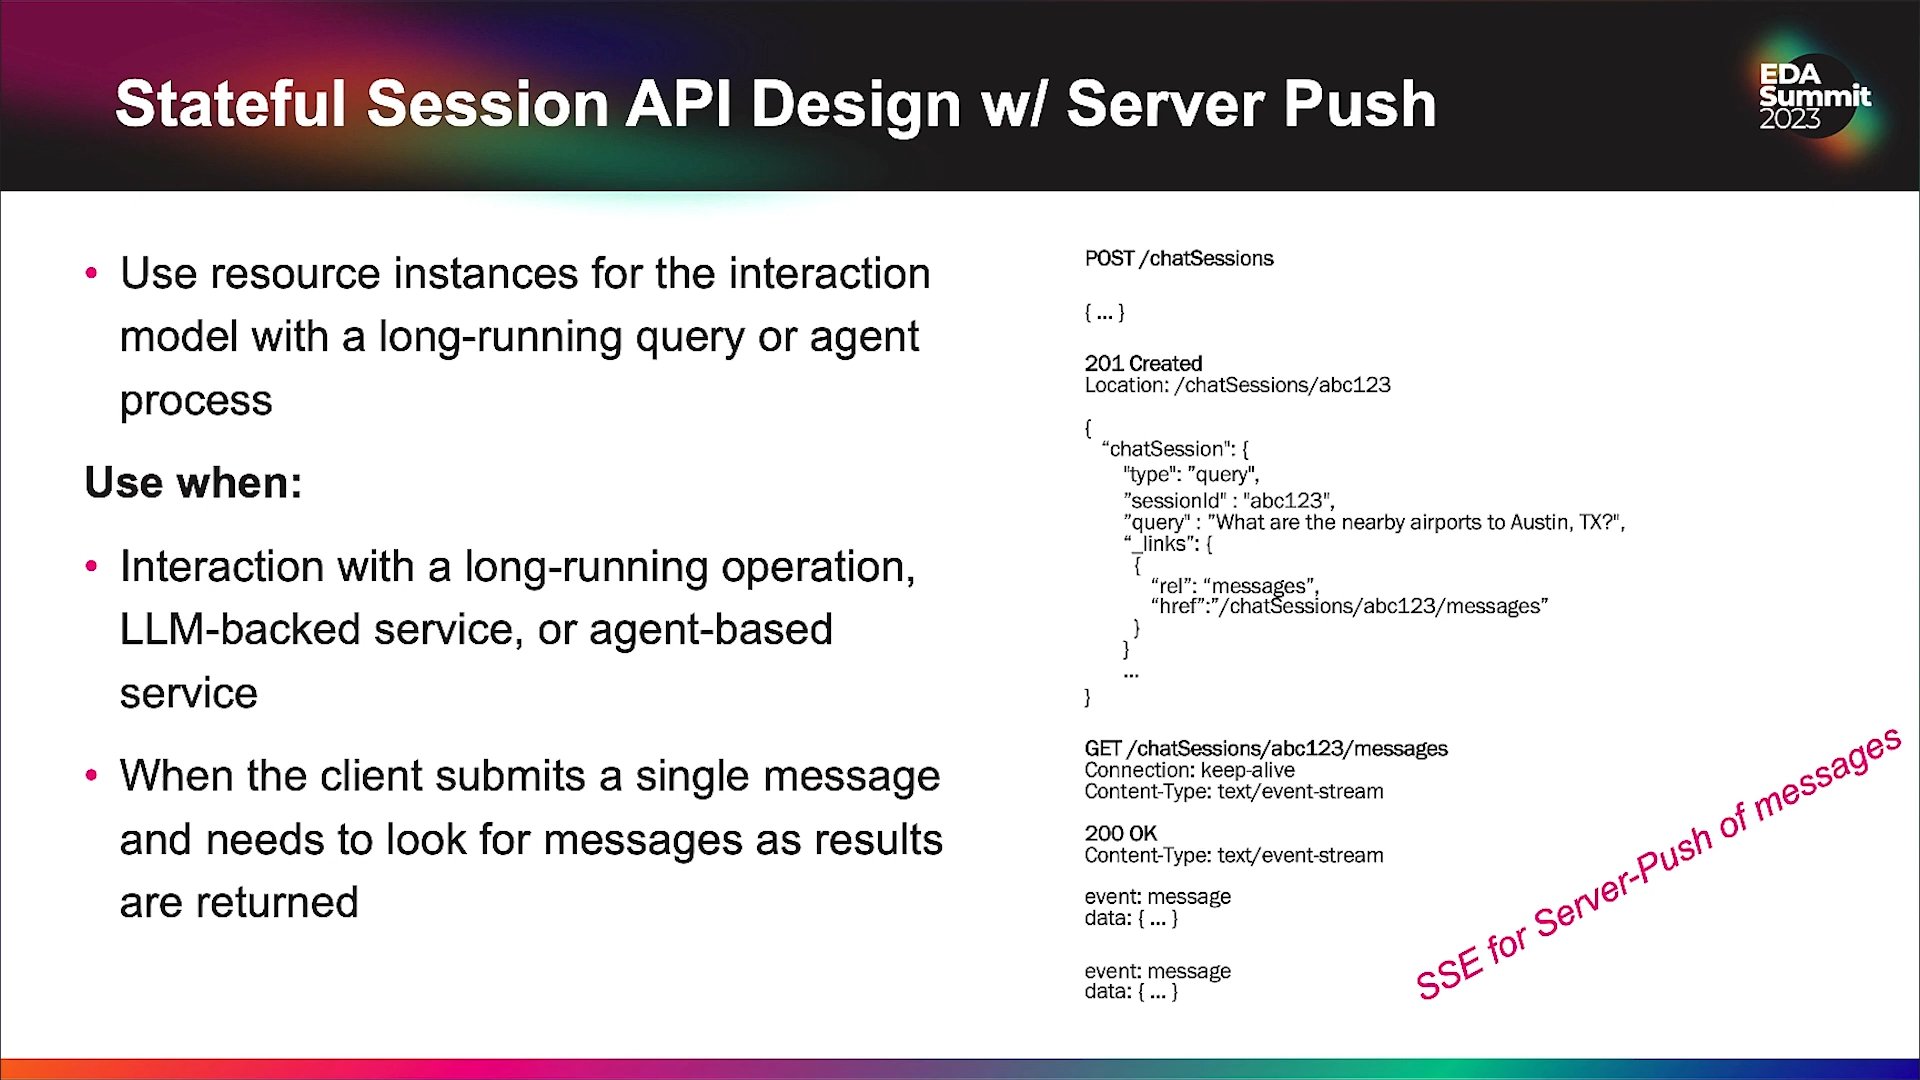 Stateful Session API Design w/ Server Push
EDA
Summit
2023
• Use resource instances for the interaction
model with a long-running query or agent
process
Use when:
• Interaction with a long-running operation,
LLM-backed service, or agent-based
service
• When the client submits a single message
and needs to look for messages as results
are returned
POST /chatSessions
{ ... }
201 Created
Location: /chatSessions/abc123
{
“chatSession": {
"type": ”query",
”sessionId" : "abc123",
”query" : ”What are the nearby airports to Austin, TX?",
“_links”: {
{
“rel”: “messages”,
“href”:”/chatSessions/abc123/messages”
}
}
...
}
GET /chatSessions/abc123/messages
Connection: keep-alive
Content-Type: text/event-stream
200 OK
Content-Type: text/event-stream
event: message
data: { ... }
event: message
data: { ... }
SSE for Server-Push of messages